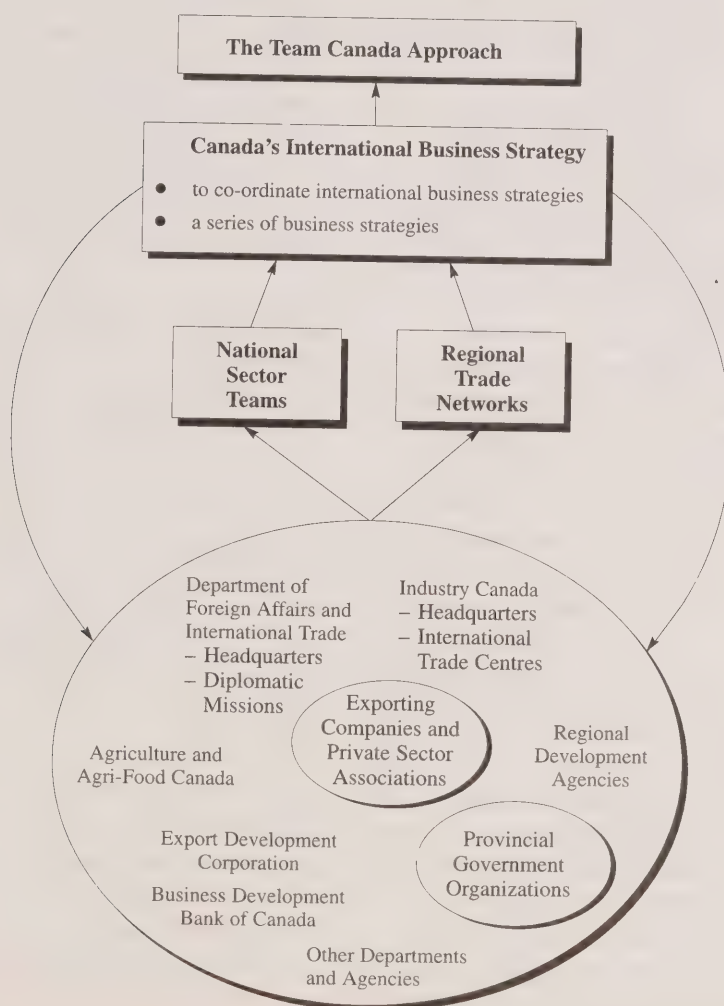 The Team Canada Approach
Canada's International Business Strategy
● to co-ordinate international business strategies
● a series of business strategies
National
Sector
Teams
Regional
Trade
Networks
Department of
Foreign Affairs and
International Trade
– Headquarters
– Diplomatic
Missions
Industry Canada
– Headquarters
– International
Trade Centres
Exporting
Companies and
Private Sector
Associations
Agriculture and
Agri-Food Canada
Regional
Development
Agencies
Export Development
Corporation
Provincial
Government
Organizations
Business Development
Bank of Canada
Other Departments
and Agencies